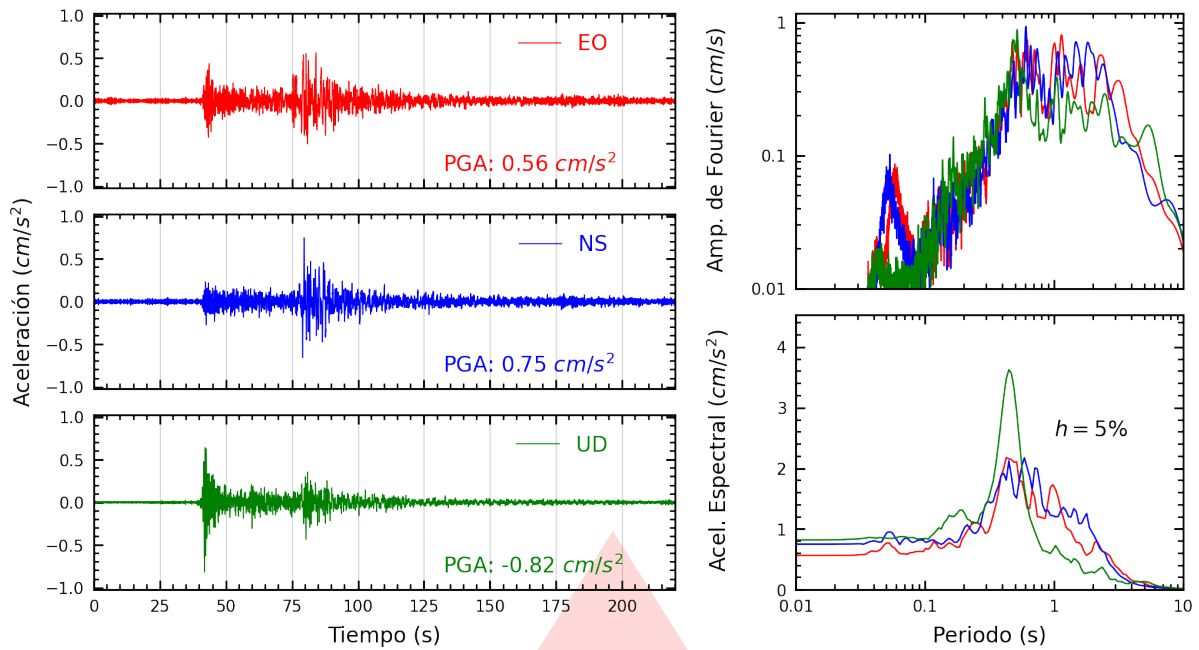 Aceleración (cm/s²)
1.0
0.5
0.0
−0.5
−1.0
EO
PGA: 0.56 cm/s²
1.0
0.5
0.0
−0.5
−1.0
NS
PGA: 0.75 cm/s²
1.0
0.5
0.0
−0.5
−1.0
UD
PGA: -0.82 cm/s²
0 25 50 75 100 125 150 175 200
Tiempo (s)
Amp. de Fourier (cm/s)
1
0.1
0.01
Acel. Espectral (cm/s²)
4
3
2
1
0
h = 5%
0.01 0.1 1 10
Periodo (s)